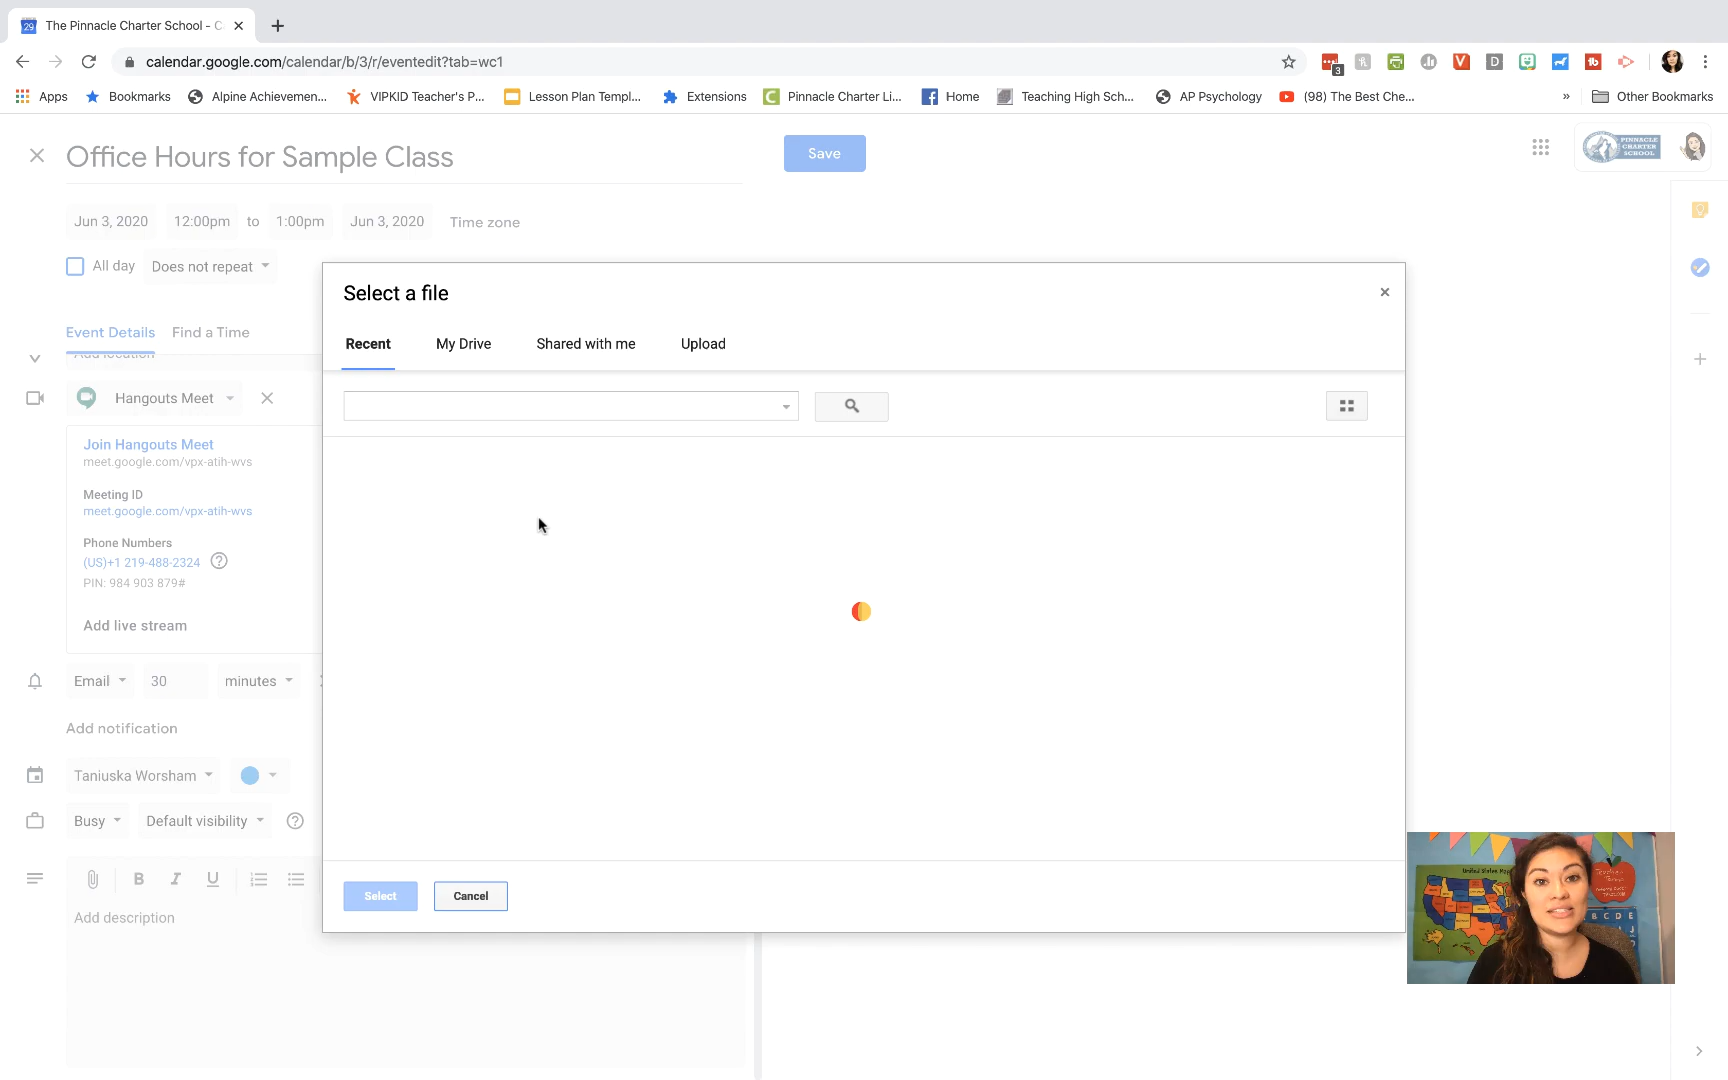 29 The Pinnacle Charter School - C
calendar.google.com/calendar/b/3/r/eventedit?tab=wc1
3 V D
Apps Bookmarks Alpine Achievemen... VIPKID Teacher's P... Lesson Plan Templ... Extensions Pinnacle Charter Li... Home Teaching High Sch... AP Psychology (98) The Best Che... » Other Bookmarks
Office Hours for Sample Class
Save
PINNACLE
CHARTER
SCHOOL
Jun 3, 2020 12:00pm to 1:00pm Jun 3, 2020 Time zone
All day Does not repeat
Event Details Find a Time
Add location
Hangouts Meet
Join Hangouts Meet
meet.google.com/vpx-atih-wvs
Meeting ID
meet.google.com/vpx-atih-wvs
Phone Numbers
(US)+1 219-488-2324
PIN: 984 903 879#
Add live stream
Email 30 minutes
Add notification
Taniuska Worsham
Busy Default visibility
B I U
Add description
Select a file
Recent My Drive Shared with me Upload
Select Cancel
United States Map
A B C D E